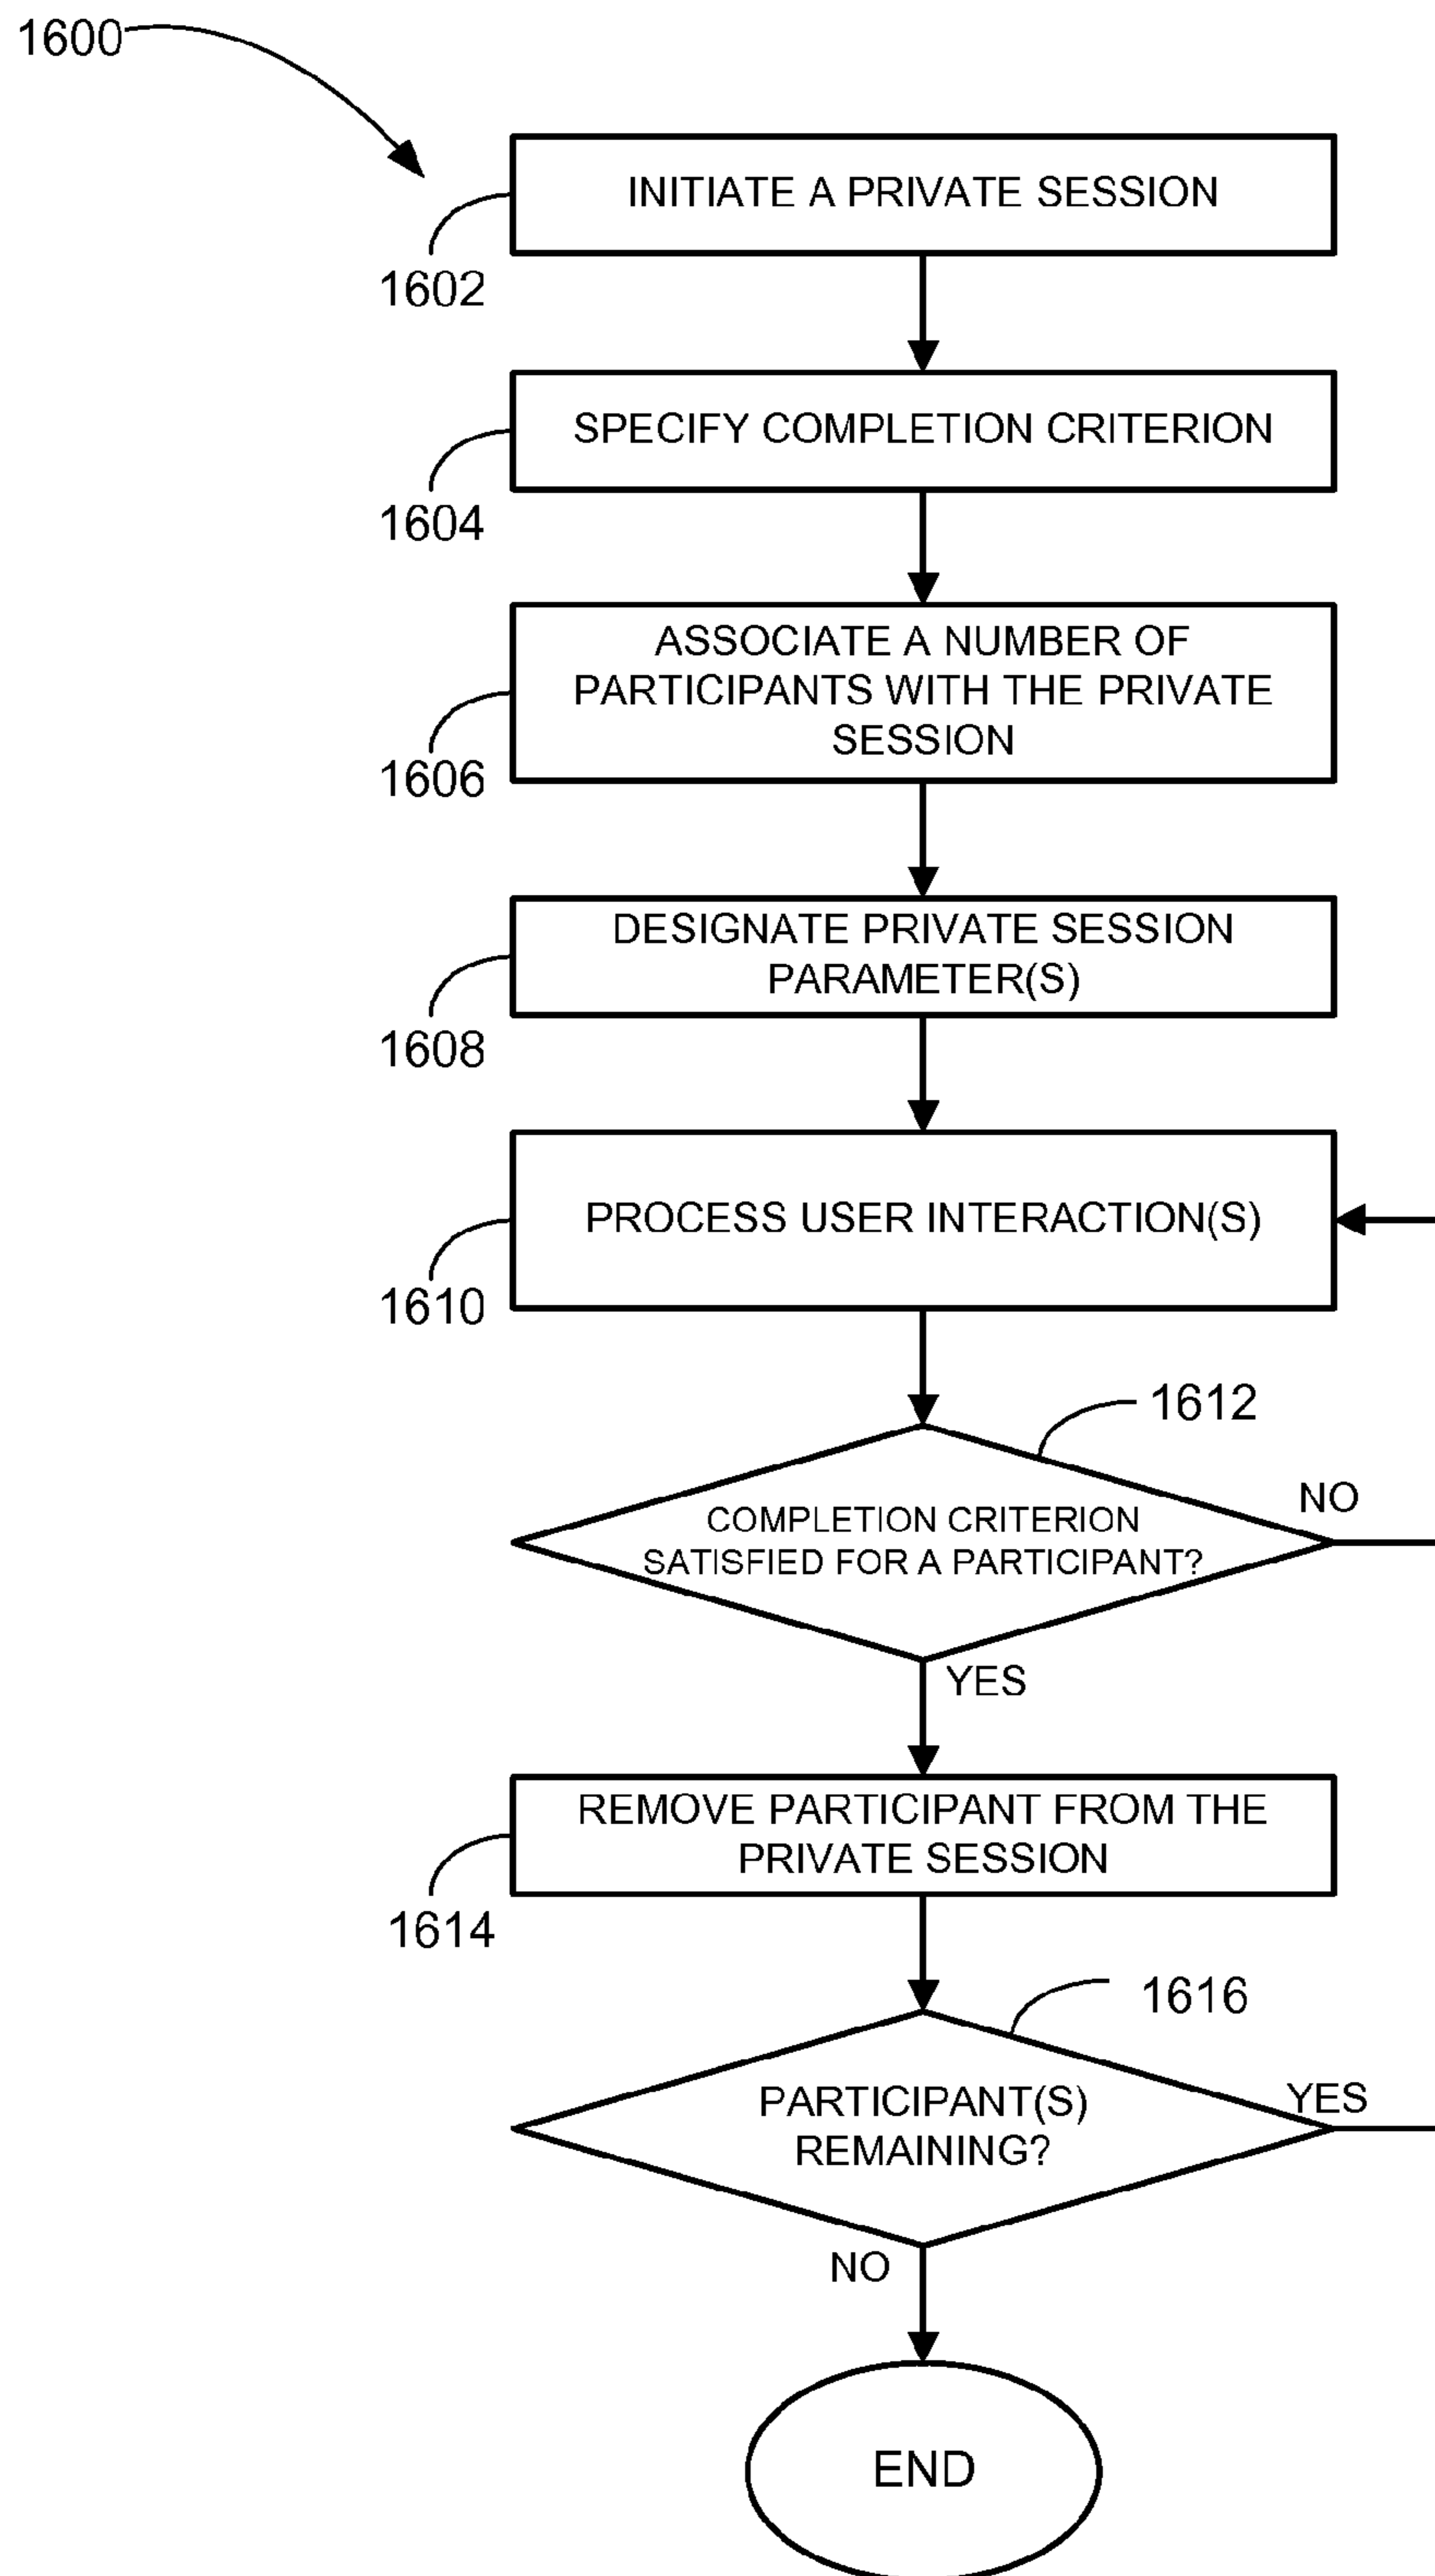 1600
INITIATE A PRIVATE SESSION
1602
SPECIFY COMPLETION CRITERION
1604
ASSOCIATE A NUMBER OF
PARTICIPANTS WITH THE PRIVATE
SESSION
1606
DESIGNATE PRIVATE SESSION
PARAMETER(S)
1608
PROCESS USER INTERACTION(S)
1610
1612
COMPLETION CRITERION
SATISFIED FOR A PARTICIPANT?
NO
YES
REMOVE PARTICIPANT FROM THE
PRIVATE SESSION
1614
1616
PARTICIPANT(S)
REMAINING?
YES
NO
END